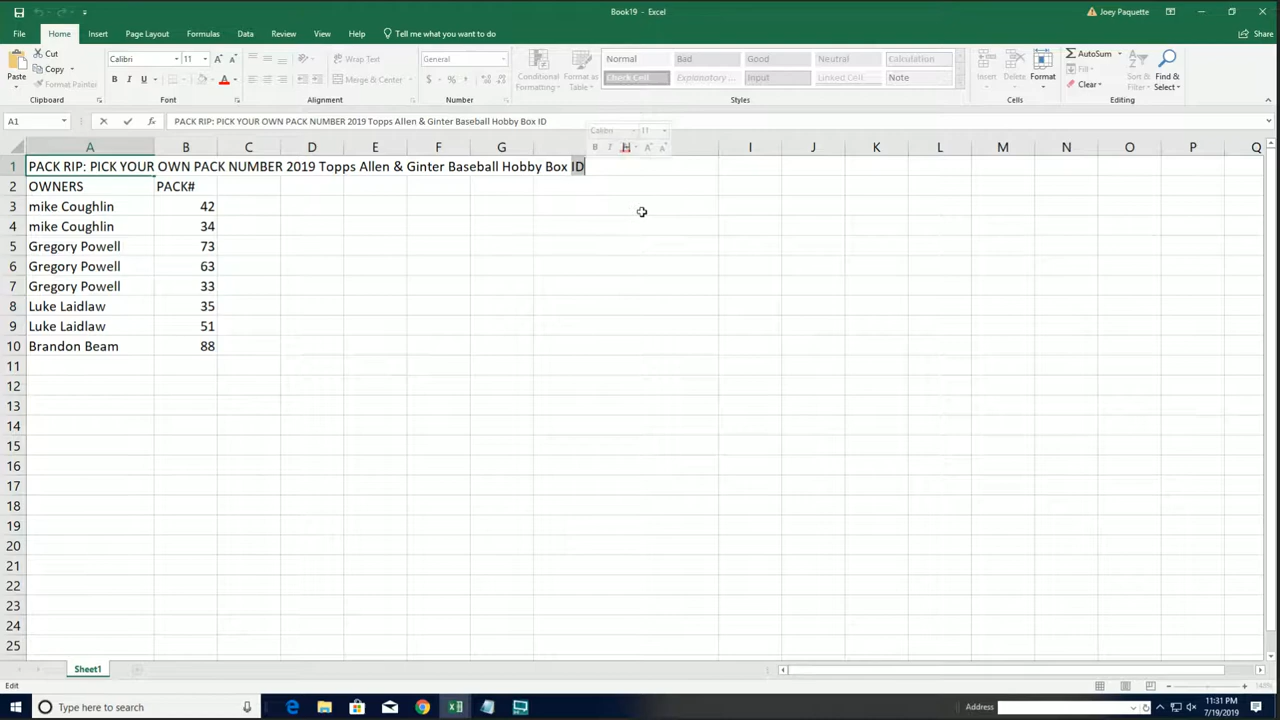 Book19 - Excel
Joey Paquette
File Home Insert Page Layout Formulas Data Review View Help Tell me what you want to do Share
Paste
Cut
Copy
Format Painter
Clipboard
Calibri 11
B I U A
Font
Wrap Text
Merge & Center
Alignment
General
$ % ,
Number
Conditional Formatting
Format as Table
Normal Bad Good Neutral Calculation
Check Cell Explanatory ... Input Linked Cell Note
Styles
Insert Delete Format
Cells
AutoSum
Fill
Clear
Sort & Filter
Find & Select
Editing
A1 fx PACK RIP: PICK YOUR OWN PACK NUMBER 2019 Topps Allen & Ginter Baseball Hobby Box ID
Calibri 11
B I
A B C D E F G I J K L M N O P Q
1 PACK RIP: PICK YOUR OWN PACK NUMBER 2019 Topps Allen & Ginter Baseball Hobby Box ID
2 OWNERS PACK#
3 mike Coughlin 42
4 mike Coughlin 34
5 Gregory Powell 73
6 Gregory Powell 63
7 Gregory Powell 33
8 Luke Laidlaw 35
9 Luke Laidlaw 51
10 Brandon Beam 88
11
12
13
14
15
16
17
18
19
20
21
22
23
24
25
Sheet1
Edit
Type here to search
Address
11:31 PM
7/19/2019